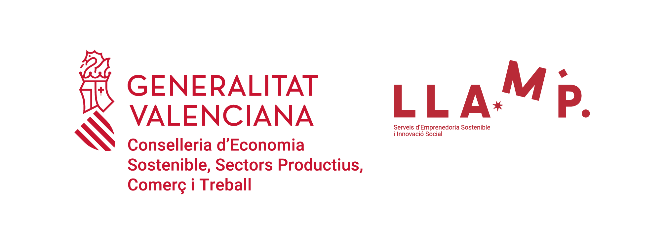 GENERALITAT
VALENCIANA
Conselleria d'Economia
Sostenible, Sectors Productius,
Comerç i Treball
LLAMP.
Serveis d'Emprenedoria Sostenible
i Innovació Social